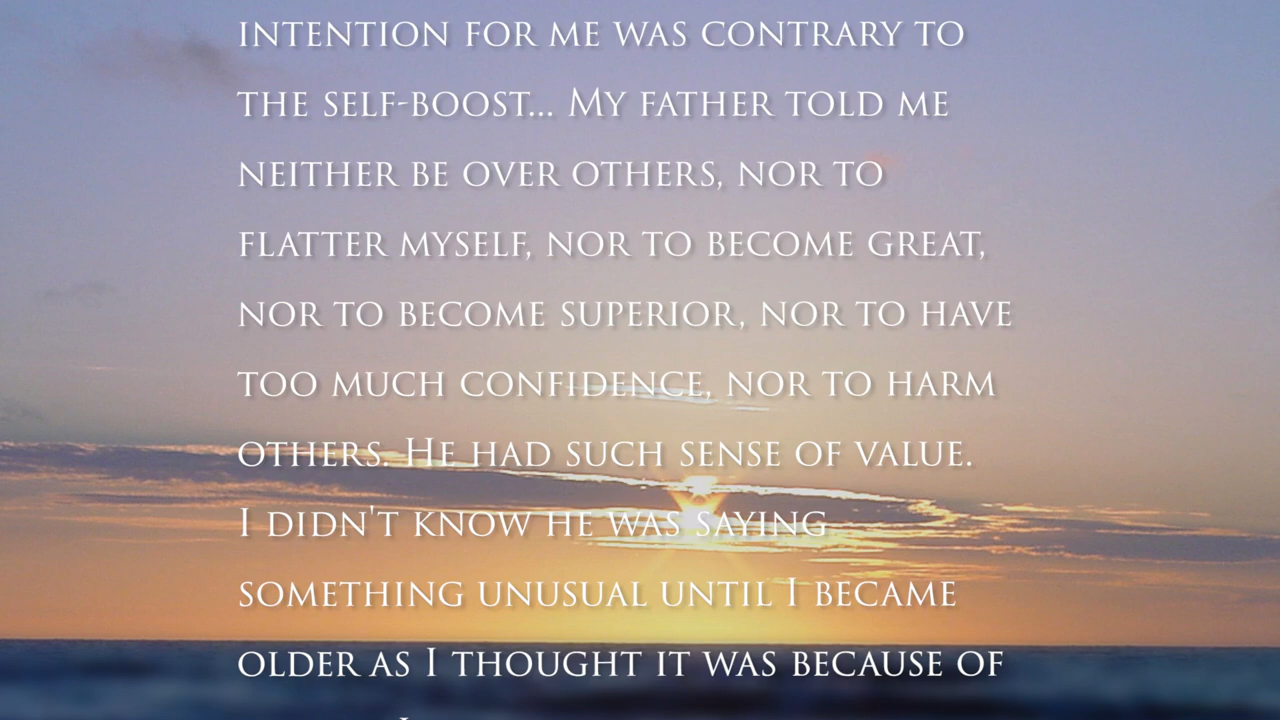 intention for me was contrary to
the self-boost... My father told me
neither be over others, nor to
flatter myself, nor to become great,
nor to become superior, nor to have
too much confidence, nor to harm
others. He had such sense of value.
I didn't know he was saying
something unusual until I became
older as I thought it was because of